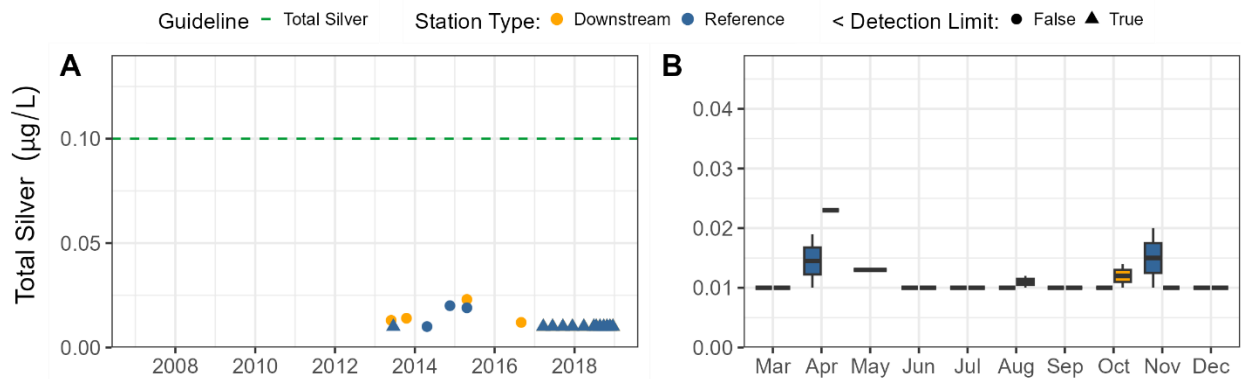 Guideline Total Silver Station Type: Downstream Reference < Detection Limit: False True
A
B
Total Silver (µg/L)
0.10
0.05
0.00
2008 2010 2012 2014 2016 2018
0.04
0.03
0.02
0.01
0.00
Mar Apr May Jun Jul Aug Sep Oct Nov Dec